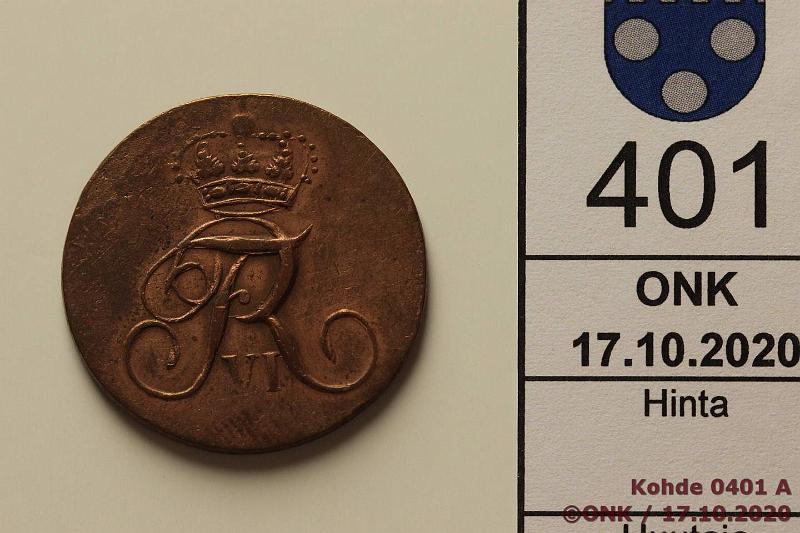 FR
VI
401
ONK
17.10.2020
Hinta
Kohde 0401 A
©ONK / 17.10.2020